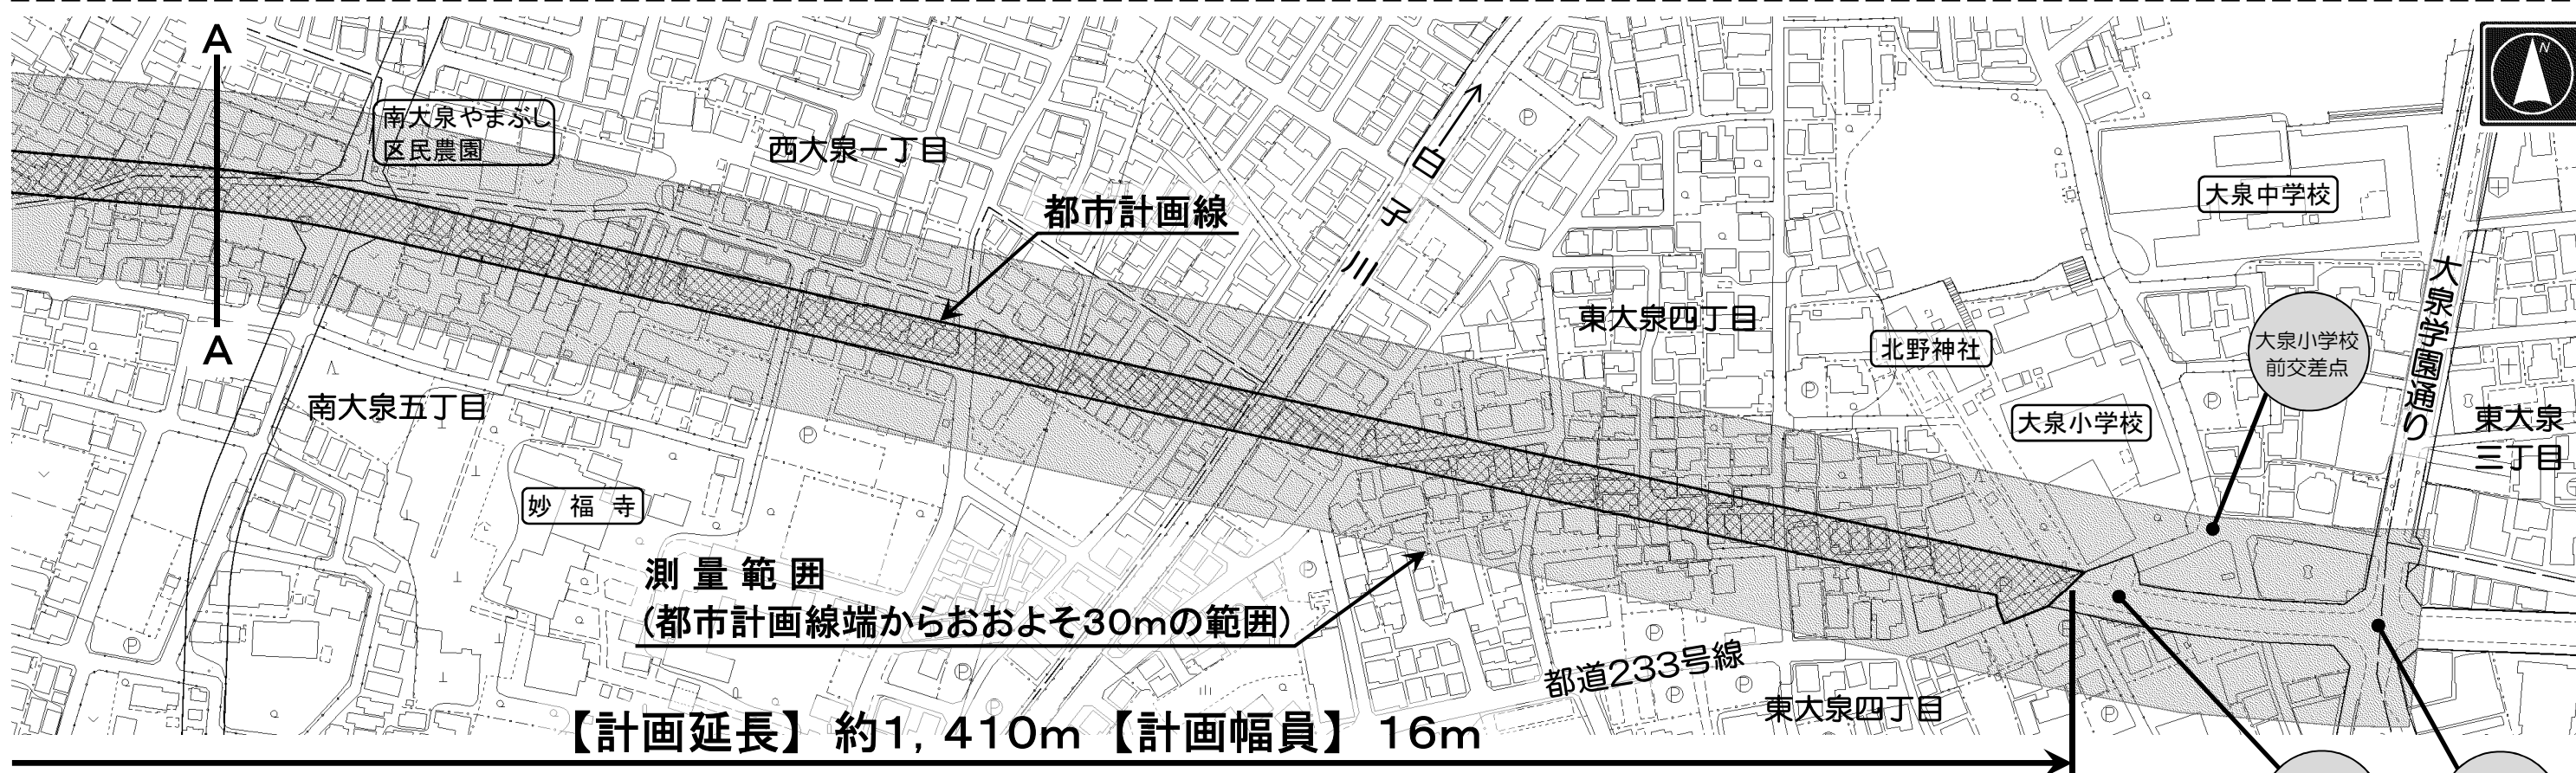 A
N
南大泉やまぶし
区民農園
西大泉一丁目
白子川
都市計画線
大泉中学校
大泉学園通り
東大泉四丁目
北野神社
大泉小学校
前交差点
A
南大泉五丁目
大泉小学校
東大泉
三丁目
妙福寺
測量範囲
(都市計画線端からおおよそ30mの範囲)
都道233号線
東大泉四丁目
【計画延長】約1,410m【計画幅員】16m